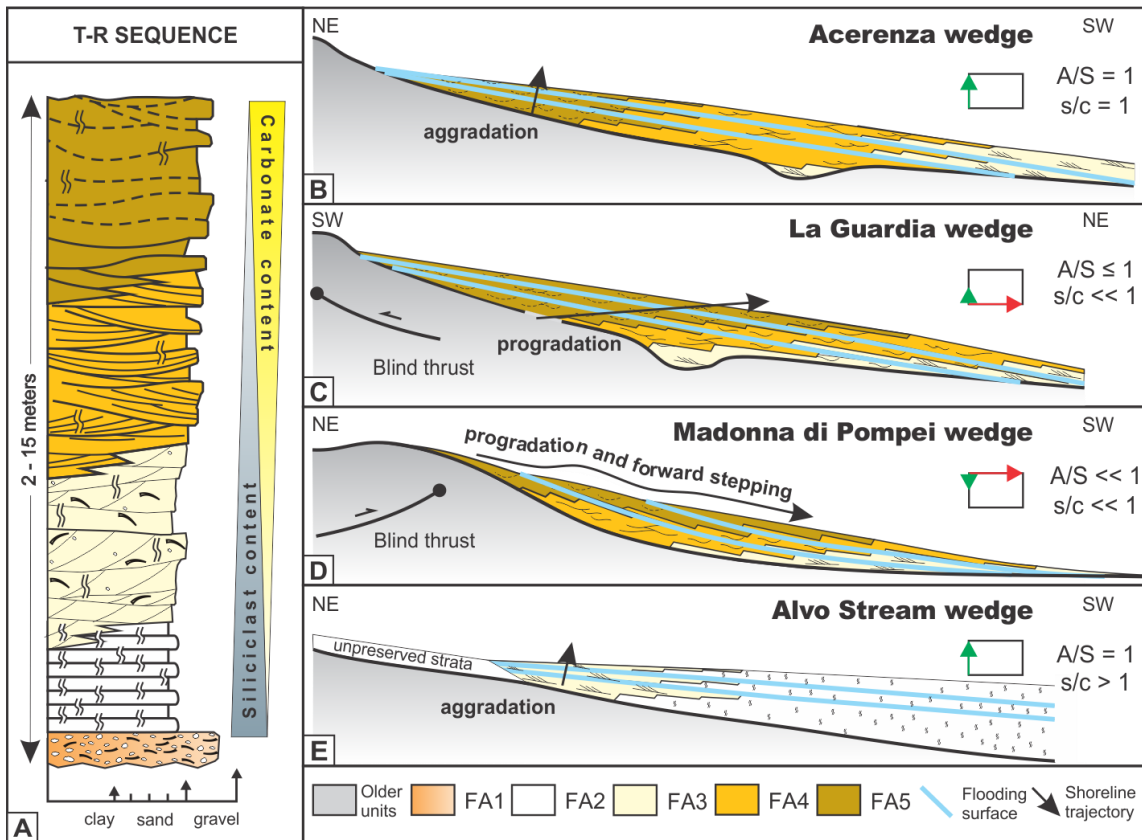 T-R SEQUENCE
2 - 15 meters
Carbonate content
Siliciclast content
clay
sand
gravel
A
NE
SW
Acerenza wedge
A/S = 1
s/c = 1
aggradation
B
SW
NE
La Guardia wedge
A/S ≤ 1
s/c << 1
Blind thrust
progradation
C
NE
SW
Madonna di Pompei wedge
progradation and forward stepping
A/S << 1
s/c << 1
Blind thrust
D
NE
SW
Alvo Stream wedge
unpreserved strata
A/S = 1
s/c > 1
aggradation
E
Older
units
FA1
FA2
FA3
FA4
FA5
Flooding
surface
Shoreline
trajectory